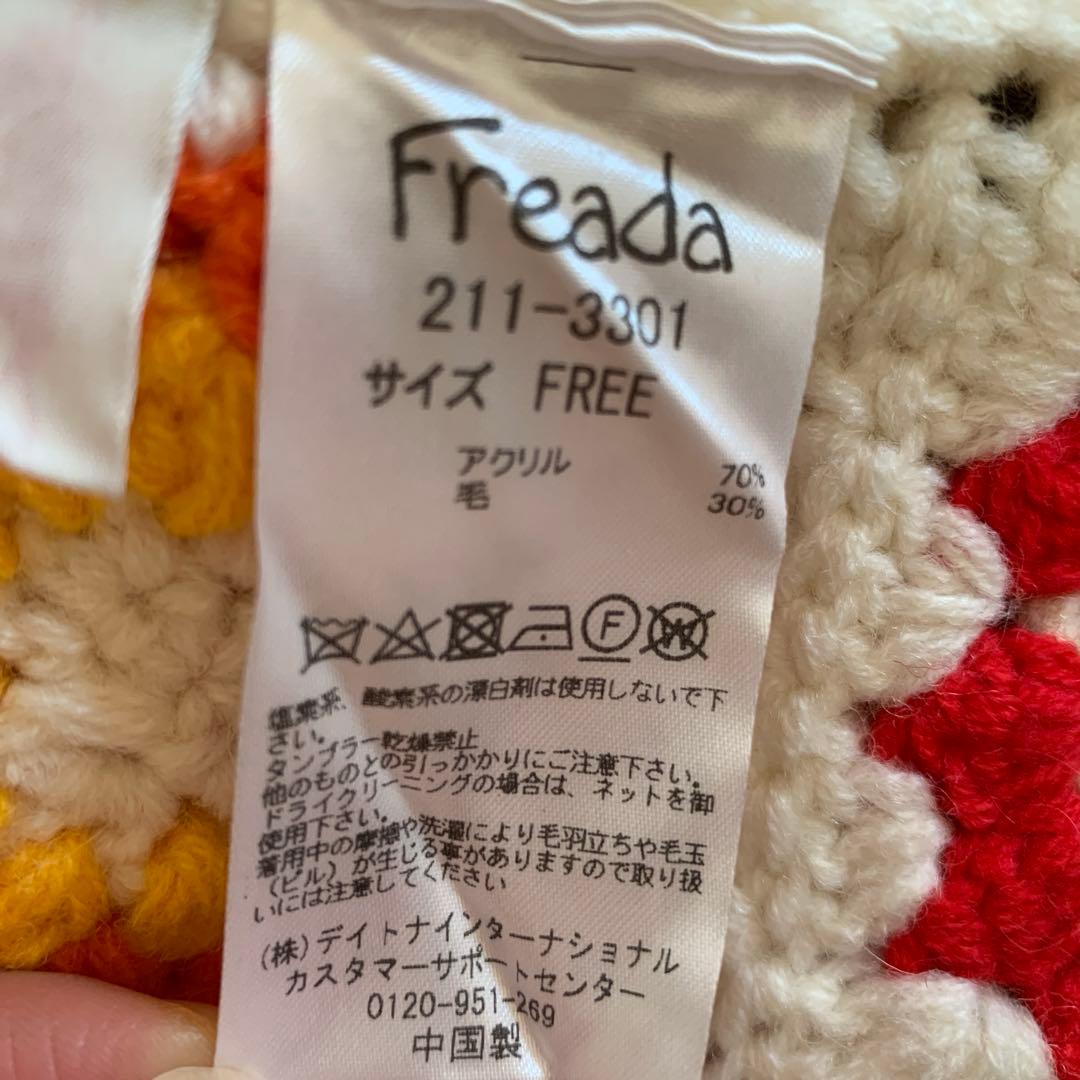 Freada
211-3301
サイズ FREE
アクリル 70%
毛 30%
F W
塩素系、酸素系の漂白剤は使用しないで下
さい。
タンブラー乾燥禁止
他のものとの引っかかりにご注意下さい。
ドライクリーニングの場合は、ネットを御
使用下さい。
着用中の摩擦や洗濯により毛羽立ちや毛玉
(ピル)が生じる事がありますので取り扱
いには注意してください
(株)デイトナインターナショナル
カスタマーサポートセンター
0120-951-269
中国製